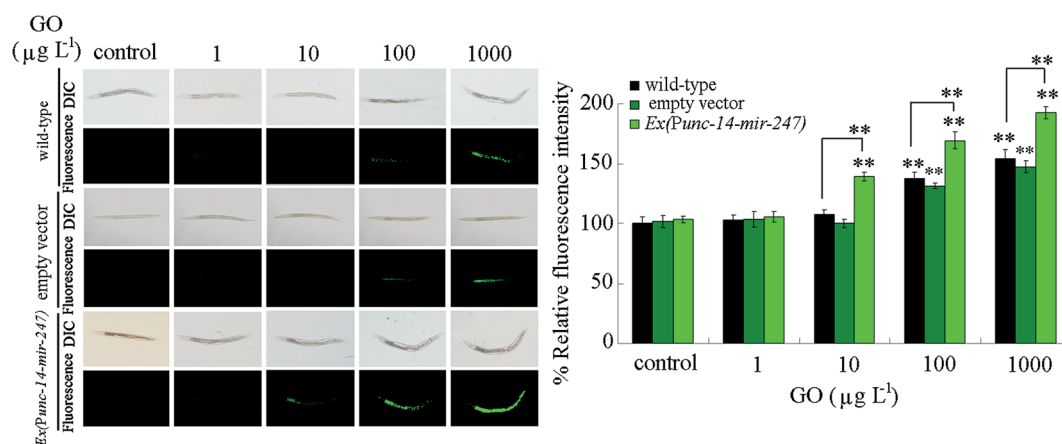 GO
(μg L-1)
control 1 10 100 1000
wild-type
DIC
Fluorescence
empty vector
DIC
Fluorescence
Ex(Punc-14-mir-247)
DIC
Fluorescence
% Relative fluorescence intensity
200
150
100
50
0
wild-type
empty vector
Ex(Punc-14-mir-247)
** ** ** ** ** ** ** ** **
** **
control 1 10 100 1000
GO (μg L-1)